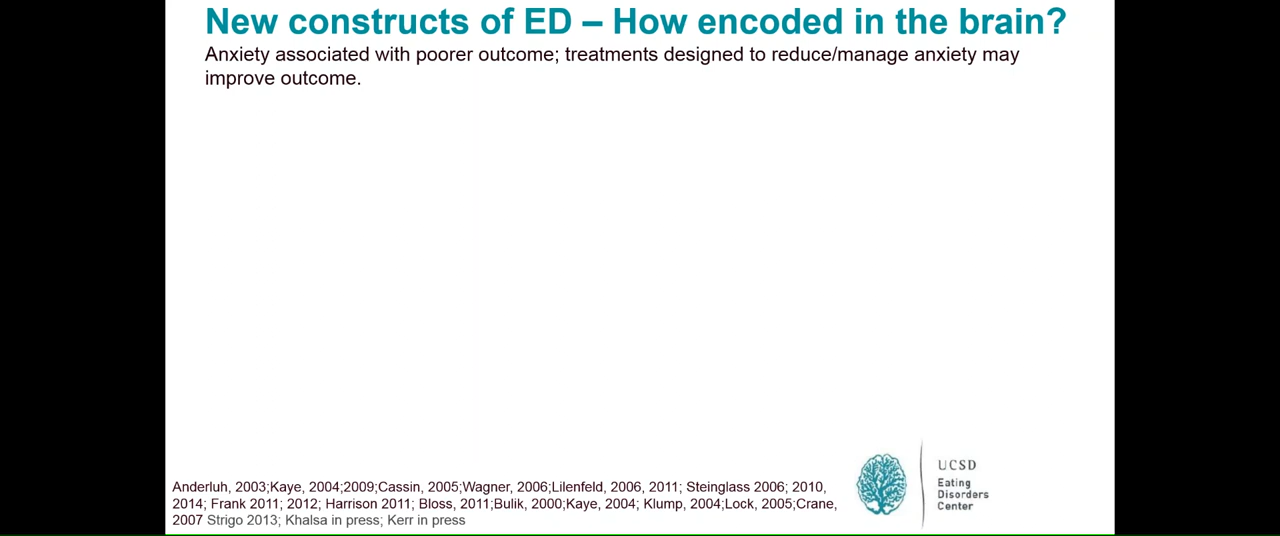 New constructs of ED – How encoded in the brain?
Anxiety associated with poorer outcome; treatments designed to reduce/manage anxiety may
improve outcome.
Anderluh, 2003;Kaye, 2004;2009;Cassin, 2005;Wagner, 2006;Lilenfeld, 2006, 2011; Steinglass 2006; 2010,
2014; Frank 2011; 2012; Harrison 2011; Bloss, 2011;Bulik, 2000;Kaye, 2004; Klump, 2004;Lock, 2005;Crane,
2007 Strigo 2013; Khalsa in press; Kerr in press
UCSD
Eating
Disorders
Center